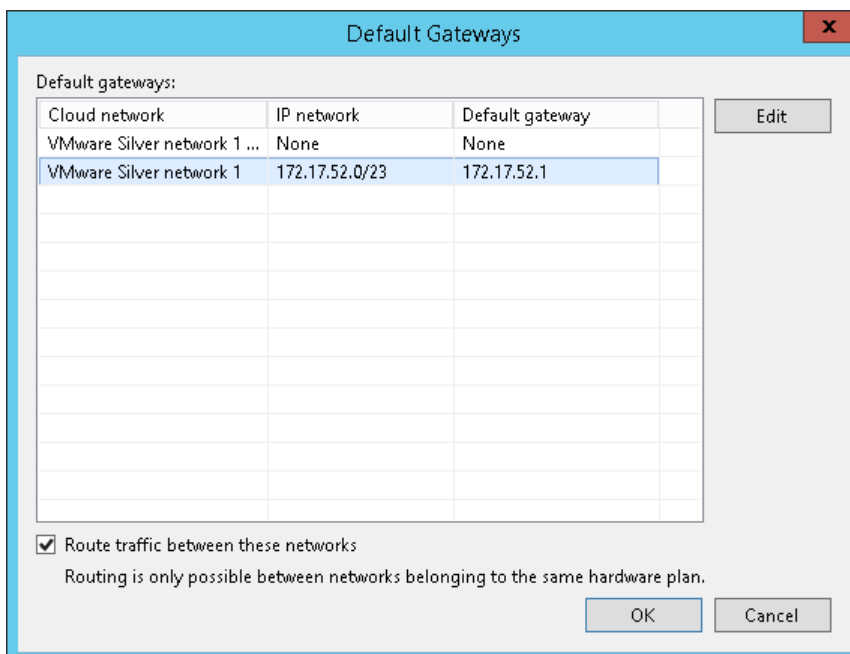 Default Gateways
x
Default gateways:
Cloud network IP network Default gateway
Edit
VMware Silver network 1 ... None None
VMware Silver network 1 172.17.52.0/23 172.17.52.1
Route traffic between these networks
Routing is only possible between networks belonging to the same hardware plan.
OK Cancel